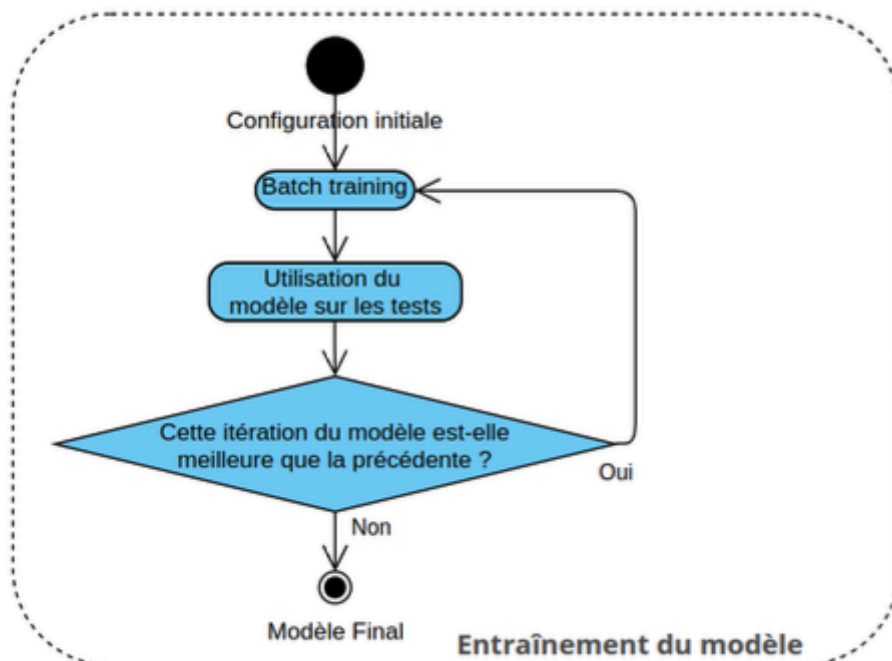 Configuration initiale
Batch training
Utilisation du
modèle sur les tests
Cette itération du modèle est-elle
meilleure que la précédente ?
Oui
Non
Modèle Final
Entraînement du modèle